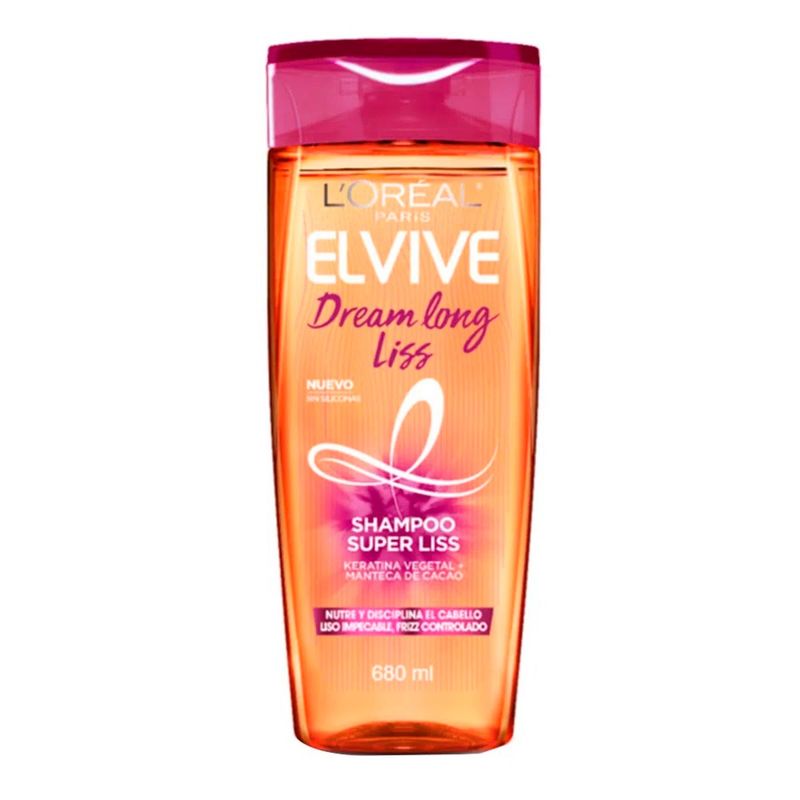 L'ORÉAL®
PARIS
ELVIVE
Dream long
Liss
NUEVO
SIN SILICONAS
SHAMPOO
SUPER LISS
KERATINA VEGETAL +
MANTECA DE CACAO
NUTRE Y DISCIPLINA EL CABELLO
LISO IMPECABLE, FRIZZ CONTROLADO
680 ml